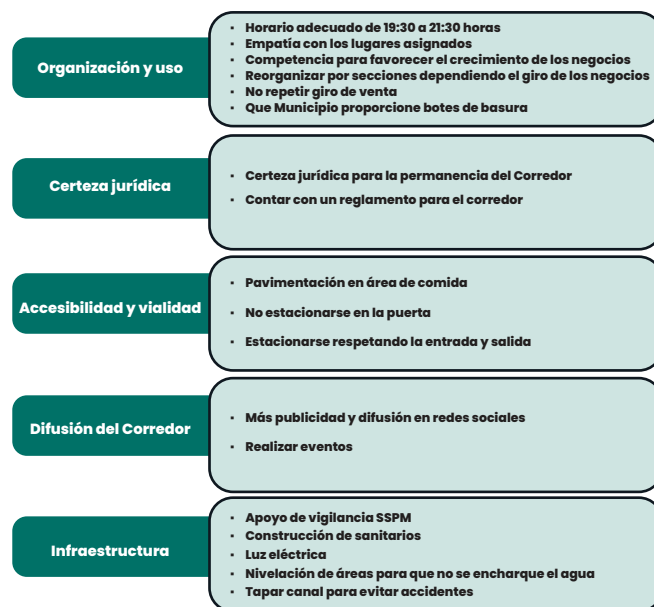 Organización y uso
• Horario adecuado de 19:30 a 21:30 horas
• Empatía con los lugares asignados
• Competencia para favorecer el crecimiento de los negocios
• Reorganizar por secciones dependiendo el giro de los negocios
• No repetir giro de venta
• Que Municipio proporcione botes de basura
Certeza jurídica
• Certeza jurídica para la permanencia del Corredor
• Contar con un reglamento para el corredor
Accesibilidad y vialidad
• Pavimentación en área de comida
• No estacionarse en la puerta
• Estacionarse respetando la entrada y salida
Difusión del Corredor
• Más publicidad y difusión en redes sociales
• Realizar eventos
Infraestructura
• Apoyo de vigilancia SSPM
• Construcción de sanitarios
• Luz eléctrica
• Nivelación de áreas para que no se encharque el agua
• Tapar canal para evitar accidentes